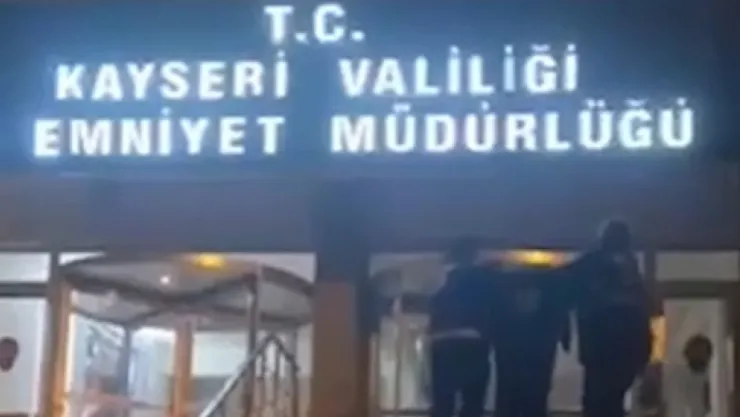 T.C.
KAYSERİ VALİLİĞİ
EMNİYET MÜDÜRLÜĞÜ